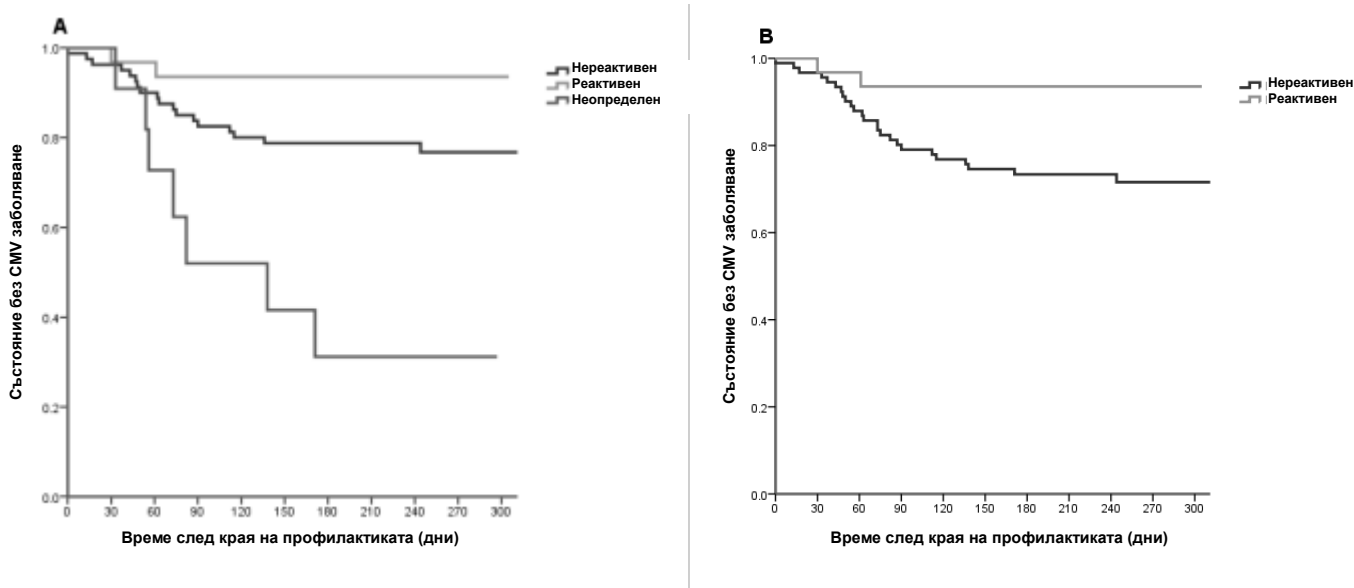 A
1.0
0.8
0.6
0.4
0.2
0.0
0 30 60 90 120 150 180 210 240 270 300
Състояние без CMV заболяване
Време след края на профилактиката (дни)
Нереактивен
Реактивен
Неопределен
B
1.0
0.8
0.6
0.4
0.2
0.0
0 30 60 90 120 150 180 210 240 270 300
Състояние без CMV заболяване
Време след края на профилактиката (дни)
Нереактивен
Реактивен